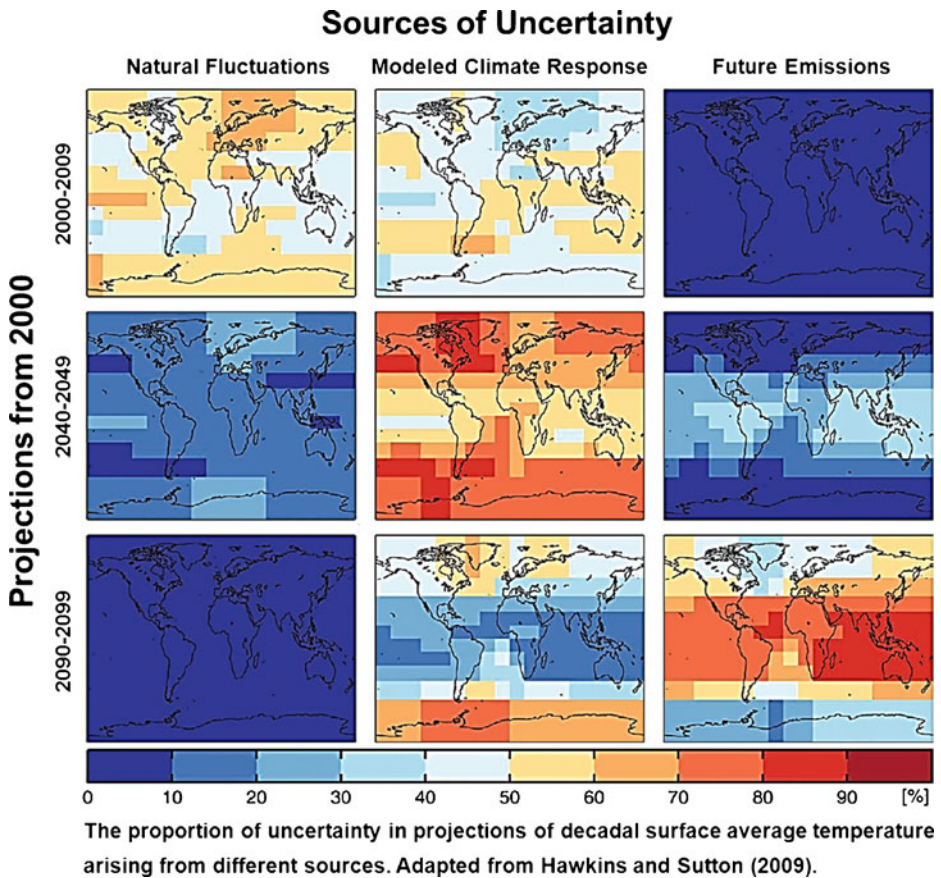 Sources of Uncertainty
Natural Fluctuations
Modeled Climate Response
Future Emissions
Projections from 2000
2000-2009
2040-2049
2090-2099
0 10 20 30 40 50 60 70 80 90 [%]
The proportion of uncertainty in projections of decadal surface average temperature
arising from different sources. Adapted from Hawkins and Sutton (2009).